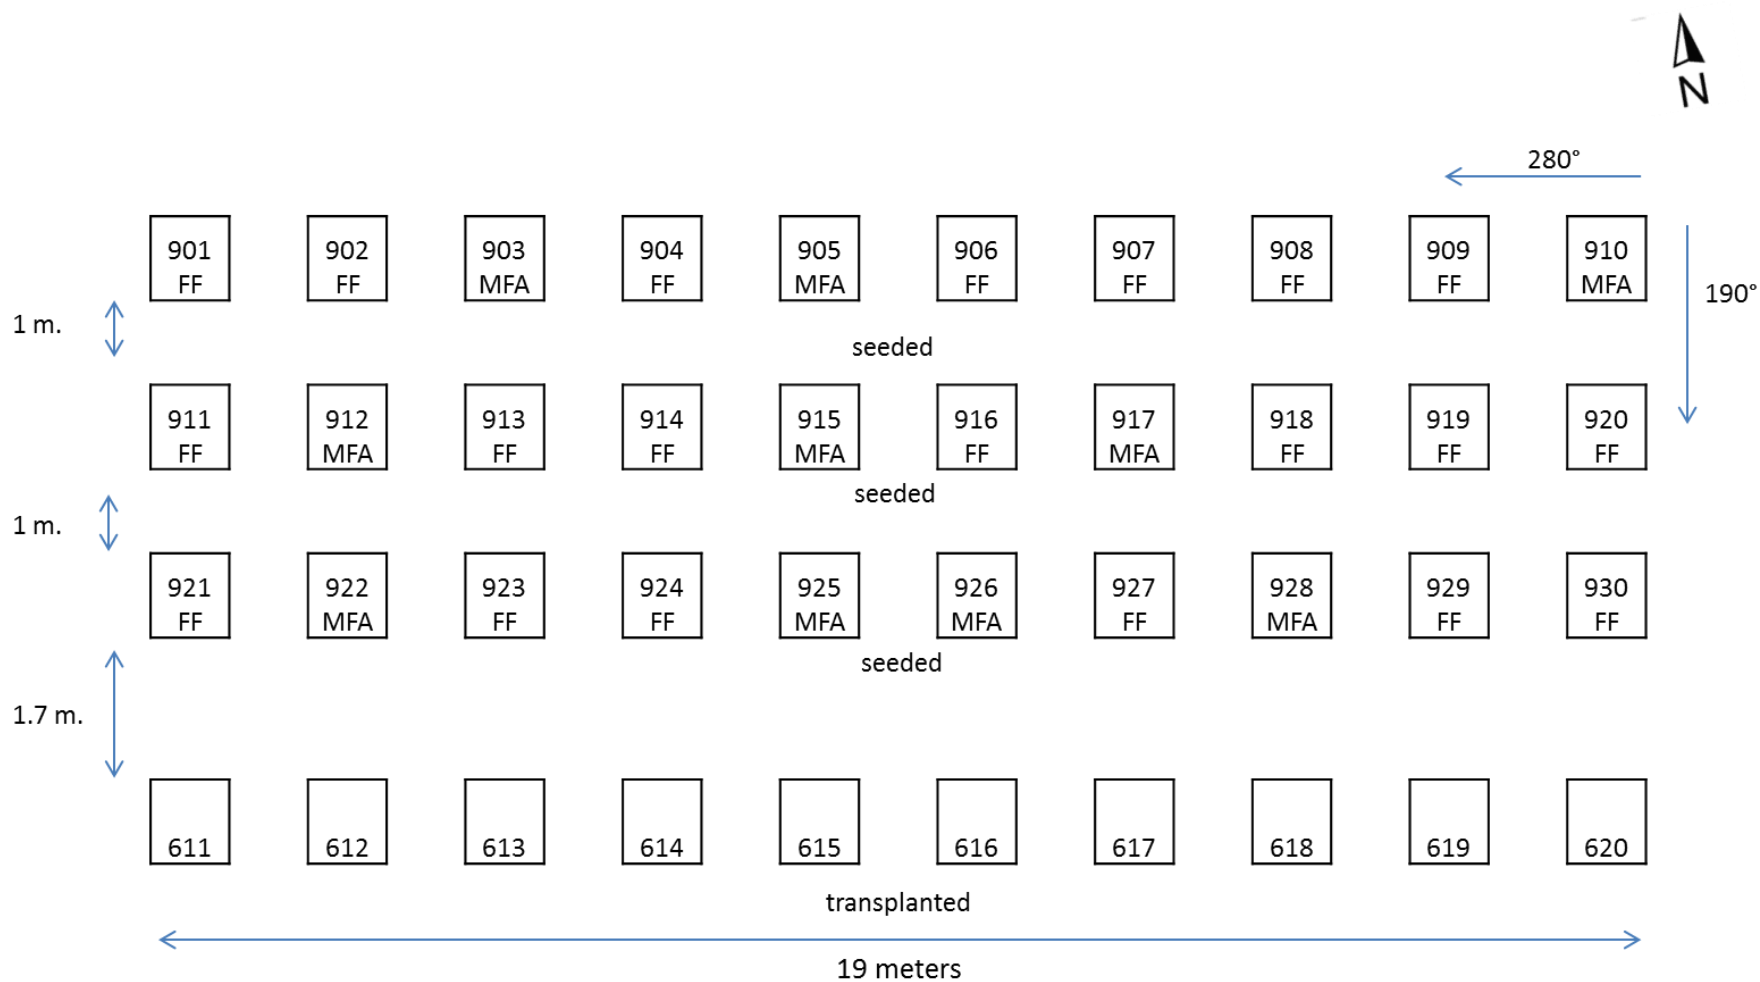 N
280°
901 902 903 904 905 906 907 908 909 910
FF FF MFA FF MFA FF FF FF FF MFA
190°
1 m.
seeded
911 912 913 914 915 916 917 918 919 920
FF MFA FF FF MFA FF MFA FF FF FF
seeded
1 m.
921 922 923 924 925 926 927 928 929 930
FF MFA FF FF MFA MFA FF MFA FF FF
seeded
1.7 m.
611 612 613 614 615 616 617 618 619 620
transplanted
19 meters